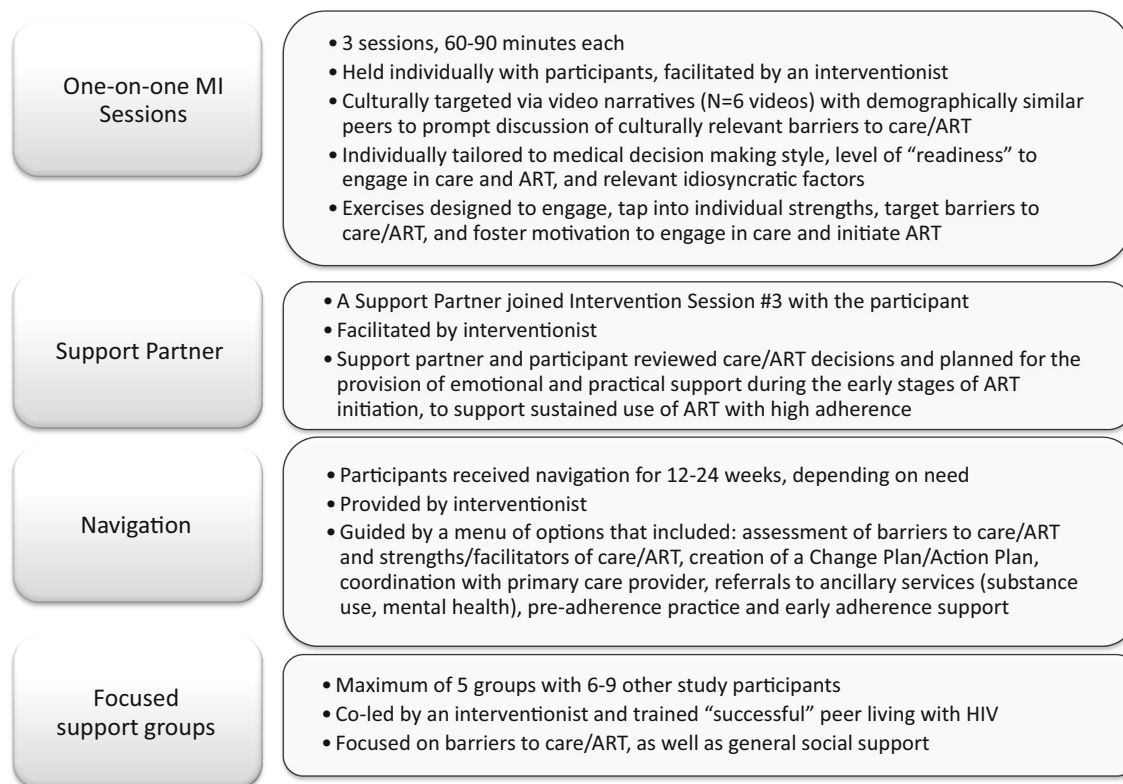 One-on-one MI
Sessions
• 3 sessions, 60-90 minutes each
• Held individually with participants, facilitated by an interventionist
• Culturally targeted via video narratives (N=6 videos) with demographically similar
peers to prompt discussion of culturally relevant barriers to care/ART
• Individually tailored to medical decision making style, level of “readiness” to
engage in care and ART, and relevant idiosyncratic factors
• Exercises designed to engage, tap into individual strengths, target barriers to
care/ART, and foster motivation to engage in care and initiate ART
Support Partner
• A Support Partner joined Intervention Session #3 with the participant
• Facilitated by interventionist
• Support partner and participant reviewed care/ART decisions and planned for the
provision of emotional and practical support during the early stages of ART
initiation, to support sustained use of ART with high adherence
Navigation
• Participants received navigation for 12-24 weeks, depending on need
• Provided by interventionist
• Guided by a menu of options that included: assessment of barriers to care/ART
and strengths/facilitators of care/ART, creation of a Change Plan/Action Plan,
coordination with primary care provider, referrals to ancillary services (substance
use, mental health), pre-adherence practice and early adherence support
Focused
support groups
• Maximum of 5 groups with 6-9 other study participants
• Co-led by an interventionist and trained “successful” peer living with HIV
• Focused on barriers to care/ART, as well as general social support